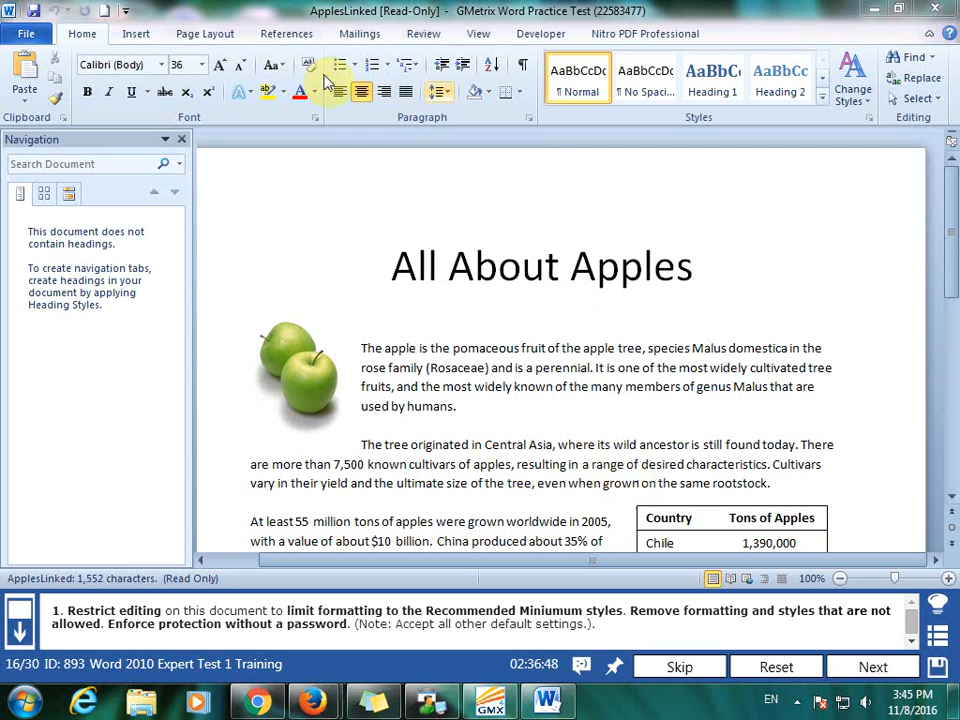 ApplesLinked [Read-Only] - GMetrix Word Practice Test (22583477)
File Home Insert Page Layout References Mailings Review View Developer Nitro PDF Professional
Calibri (Body) 36
Paste
Clipboard Font Paragraph Styles Editing
AaBbCcDc AaBbCcDc AaBbC AaBbCc
¶ Normal ¶ No Spaci... Heading 1 Heading 2
Change Styles
Find
Replace
Select
Navigation
Search Document
This document does not
contain headings.
To create navigation tabs,
create headings in your
document by applying
Heading Styles.
All About Apples
The apple is the pomaceous fruit of the apple tree, species Malus domestica in the
rose family (Rosaceae) and is a perennial. It is one of the most widely cultivated tree
fruits, and the most widely known of the many members of genus Malus that are
used by humans.
The tree originated in Central Asia, where its wild ancestor is still found today. There
are more than 7,500 known cultivars of apples, resulting in a range of desired characteristics. Cultivars
vary in their yield and the ultimate size of the tree, even when grown on the same rootstock.
At least 55 million tons of apples were grown worldwide in 2005,
with a value of about $10 billion. China produced about 35% of
Country Tons of Apples
Chile 1,390,000
ApplesLinked: 1,552 characters. (Read Only)
100%
1. Restrict editing on this document to limit formatting to the Recommended Miniumum styles. Remove formatting and styles that are not
allowed. Enforce protection without a password. (Note: Accept all other default settings.).
16/30 ID: 893 Word 2010 Expert Test 1 Training
02:36:48
Skip Reset Next
GMX
EN
3:45 PM
11/8/2016